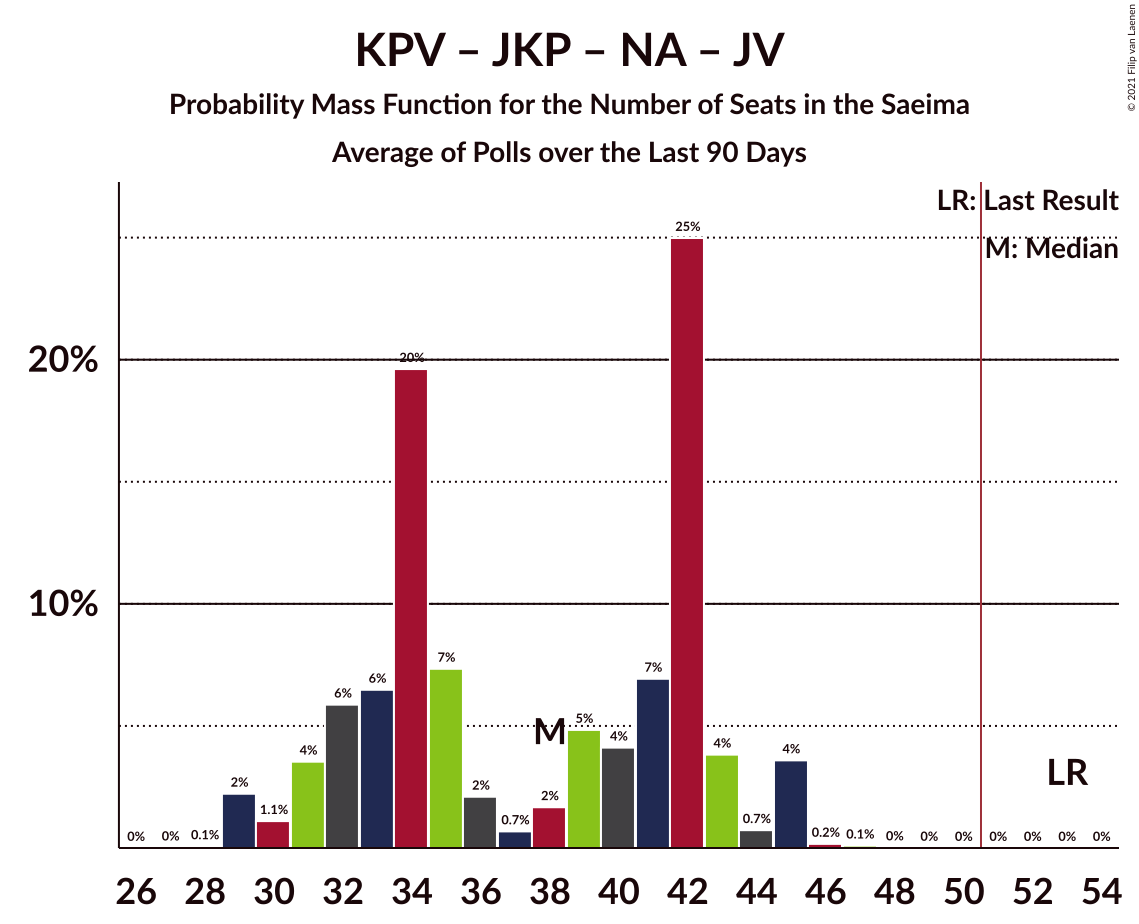 KPV – JKP – NA – JV
Probability Mass Function for the Number of Seats in the Saeima
Average of Polls over the Last 90 Days
© 2021 Filip van Laenen
LR: Last Result
M: Median
25%
20%
20%
10%
7%
7%
6%
6%
M
5%
4%
4%
4%
4%
LR
2%
2%
2%
1.1%
0.7%
0.7%
0% 0% 0.1% 0.2% 0.1% 0% 0% 0% 0% 0% 0% 0%
26 28 30 32 34 36 38 40 42 44 46 48 50 52 54